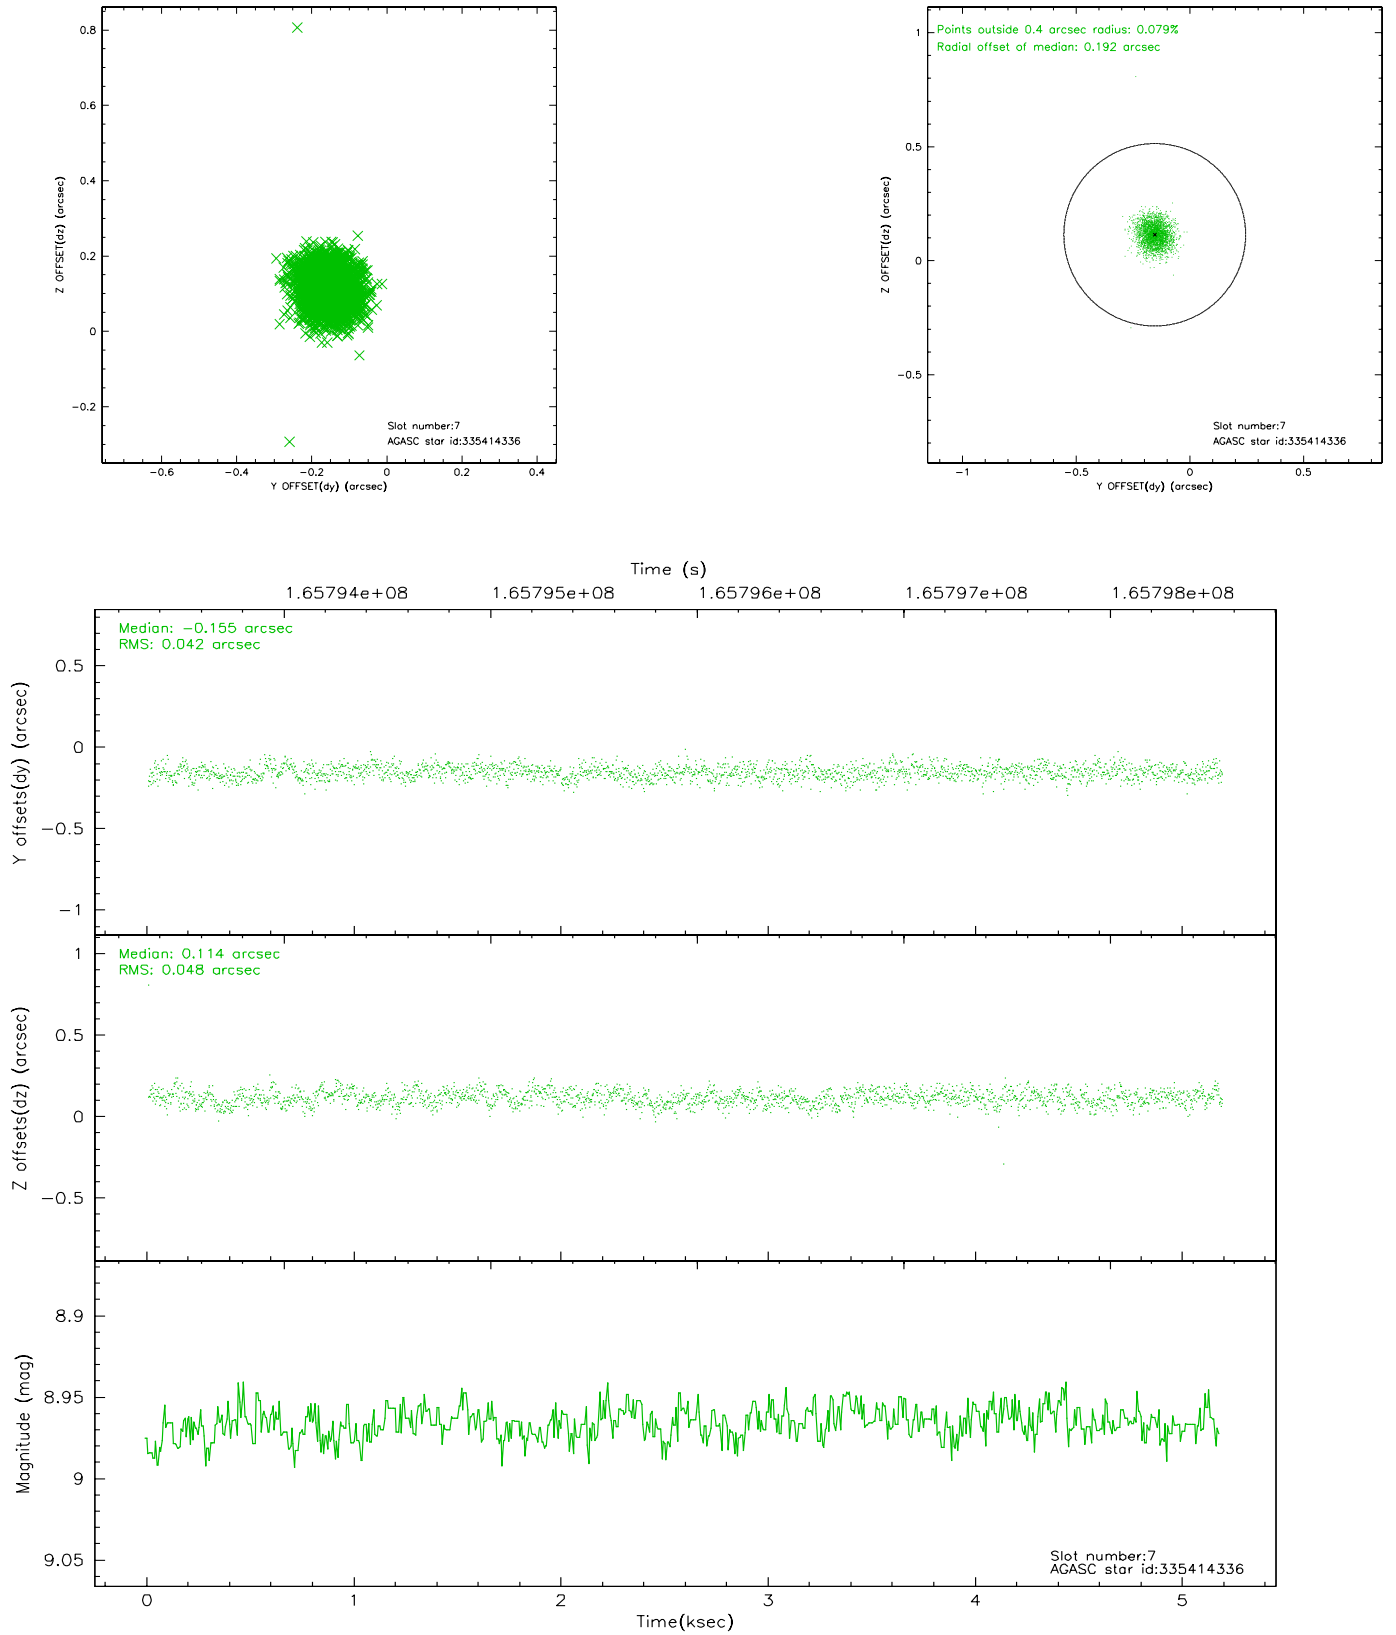 0.8
0.6
0.4
0.2
0
−0.2
Z OFFSET(dz) (arcsec)
Slot number:7
AGASC star id:335414336
−0.6 −0.4 −0.2 0 0.2 0.4
Y OFFSET(dy) (arcsec)
Points outside 0.4 arcsec radius: 0.079%
Radial offset of median: 0.192 arcsec
1
0.5
0
−0.5
Z OFFSET(dz) (arcsec)
Slot number:7
AGASC star id:335414336
−1 −0.5 0 0.5
Y OFFSET(dy) (arcsec)
Time (s)
1.65794e+08 1.65795e+08 1.65796e+08 1.65797e+08 1.65798e+08
Median: −0.155 arcsec
RMS: 0.042 arcsec
0.5
0
−0.5
−1
Y offsets(dy) (arcsec)
Median: 0.114 arcsec
RMS: 0.048 arcsec
1
0.5
0
−0.5
Z offsets(dz) (arcsec)
8.9
8.95
9
9.05
Magnitude (mag)
Slot number:7
AGASC star id:335414336
0 1 2 3 4 5
Time(ksec)